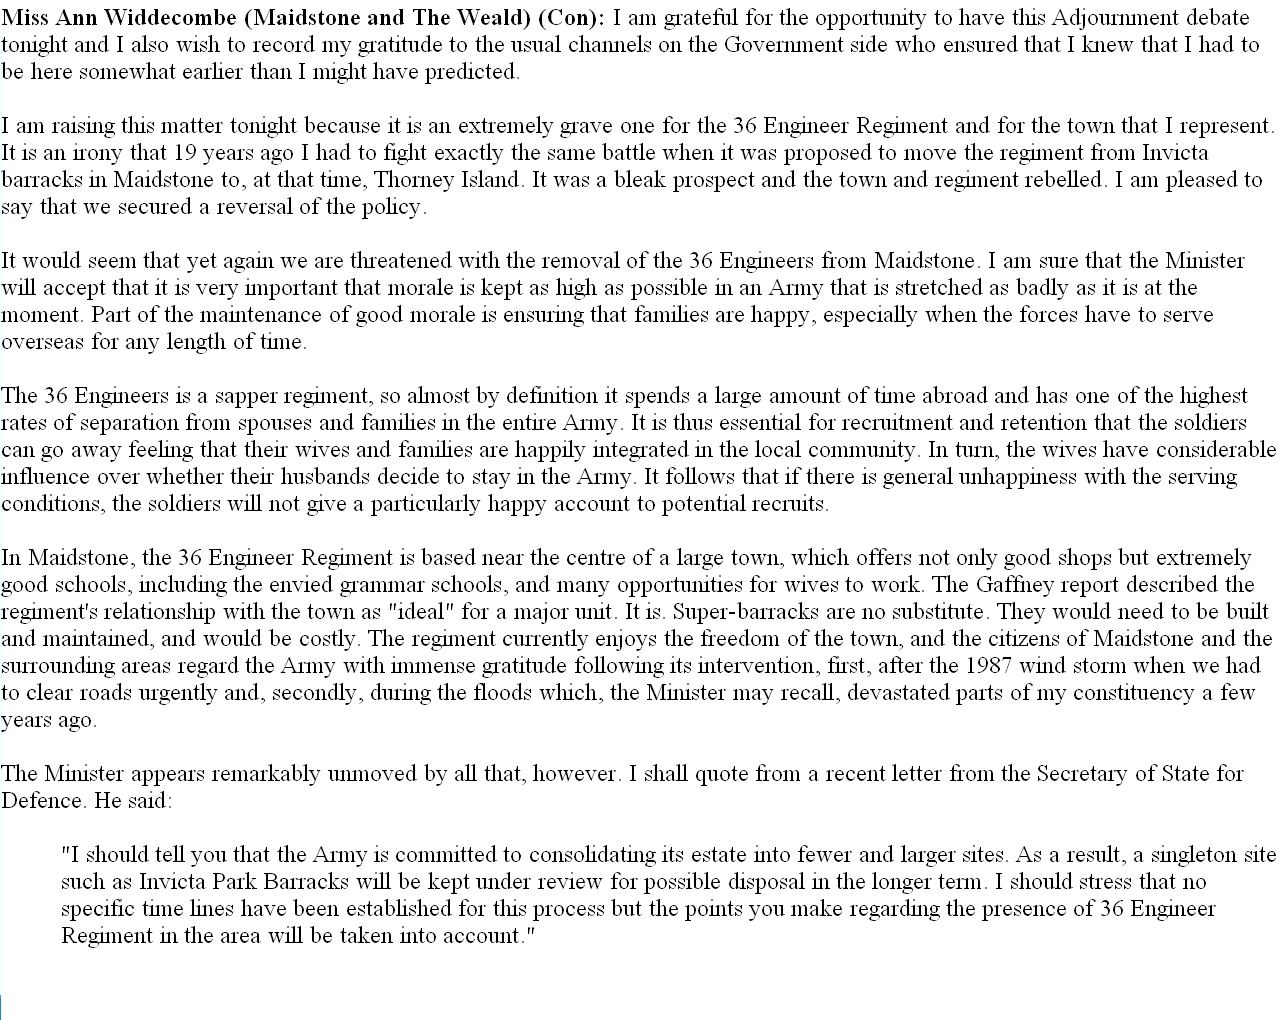 Miss Ann Widdecombe (Maidstone and The Weald) (Con): I am grateful for the opportunity to have this Adjournment debate
tonight and I also wish to record my gratitude to the usual channels on the Government side who ensured that I knew that I had to
be here somewhat earlier than I might have predicted.
I am raising this matter tonight because it is an extremely grave one for the 36 Engineer Regiment and for the town that I represent.
It is an irony that 19 years ago I had to fight exactly the same battle when it was proposed to move the regiment from Invicta
barracks in Maidstone to, at that time, Thorney Island. It was a bleak prospect and the town and regiment rebelled. I am pleased to
say that we secured a reversal of the policy.
It would seem that yet again we are threatened with the removal of the 36 Engineers from Maidstone. I am sure that the Minister
will accept that it is very important that morale is kept as high as possible in an Army that is stretched as badly as it is at the
moment. Part of the maintenance of good morale is ensuring that families are happy, especially when the forces have to serve
overseas for any length of time.
The 36 Engineers is a sapper regiment, so almost by definition it spends a large amount of time abroad and has one of the highest
rates of separation from spouses and families in the entire Army. It is thus essential for recruitment and retention that the soldiers
can go away feeling that their wives and families are happily integrated in the local community. In turn, the wives have considerable
influence over whether their husbands decide to stay in the Army. It follows that if there is general unhappiness with the serving
conditions, the soldiers will not give a particularly happy account to potential recruits.
In Maidstone, the 36 Engineer Regiment is based near the centre of a large town, which offers not only good shops but extremely
good schools, including the envied grammar schools, and many opportunities for wives to work. The Gaffney report described the
regiment's relationship with the town as "ideal" for a major unit. It is. Super-barracks are no substitute. They would need to be built
and maintained, and would be costly. The regiment currently enjoys the freedom of the town, and the citizens of Maidstone and the
surrounding areas regard the Army with immense gratitude following its intervention, first, after the 1987 wind storm when we had
to clear roads urgently and, secondly, during the floods which, the Minister may recall, devastated parts of my constituency a few
years ago.
The Minister appears remarkably unmoved by all that, however. I shall quote from a recent letter from the Secretary of State for
Defence. He said:
"I should tell you that the Army is committed to consolidating its estate into fewer and larger sites. As a result, a singleton site
such as Invicta Park Barracks will be kept under review for possible disposal in the longer term. I should stress that no
specific time lines have been established for this process but the points you make regarding the presence of 36 Engineer
Regiment in the area will be taken into account."